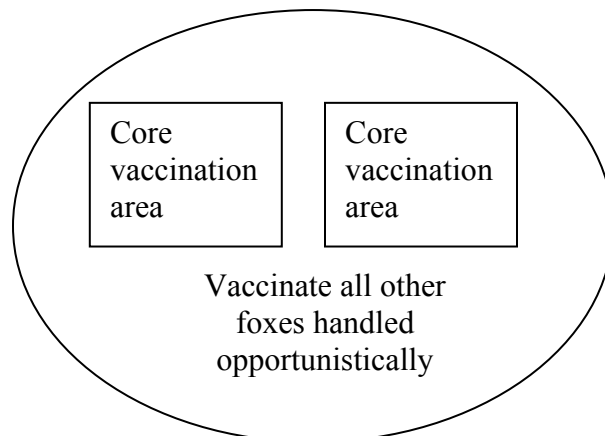 Core
vaccination
area
Core
vaccination
area
Vaccinate all other
foxes handled
opportunistically